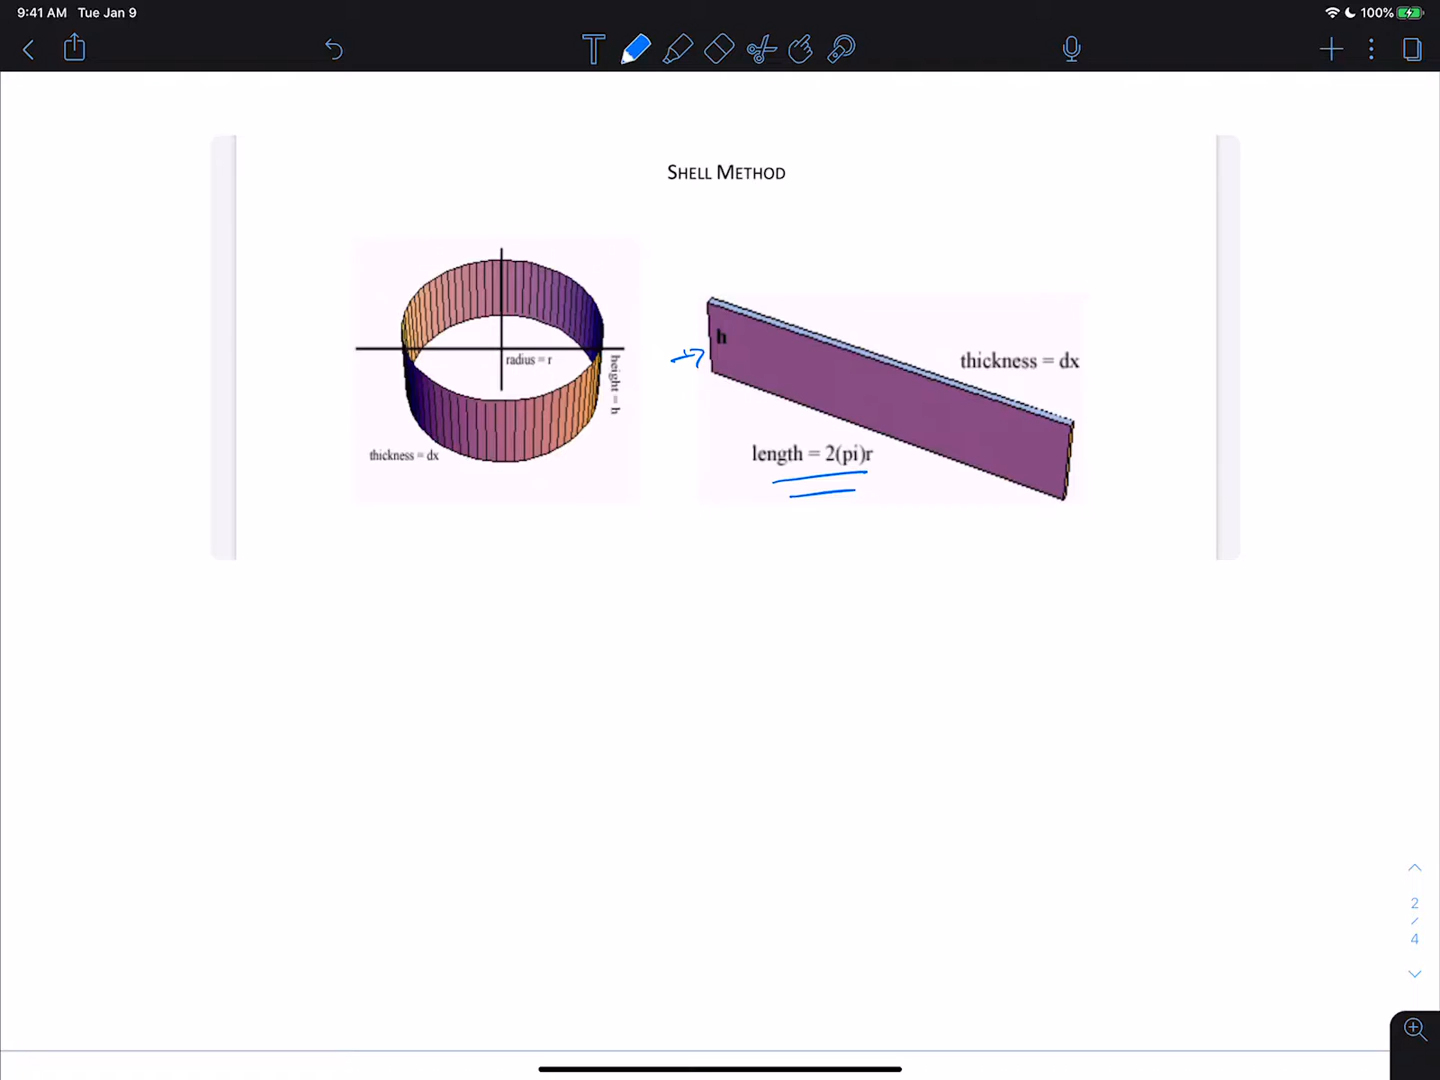 9:41 AM Tue Jan 9
100%
T
SHELL METHOD
radius = r
height = h
thickness = dx
h
thickness = dx
length = 2(pi)r
2
/
4